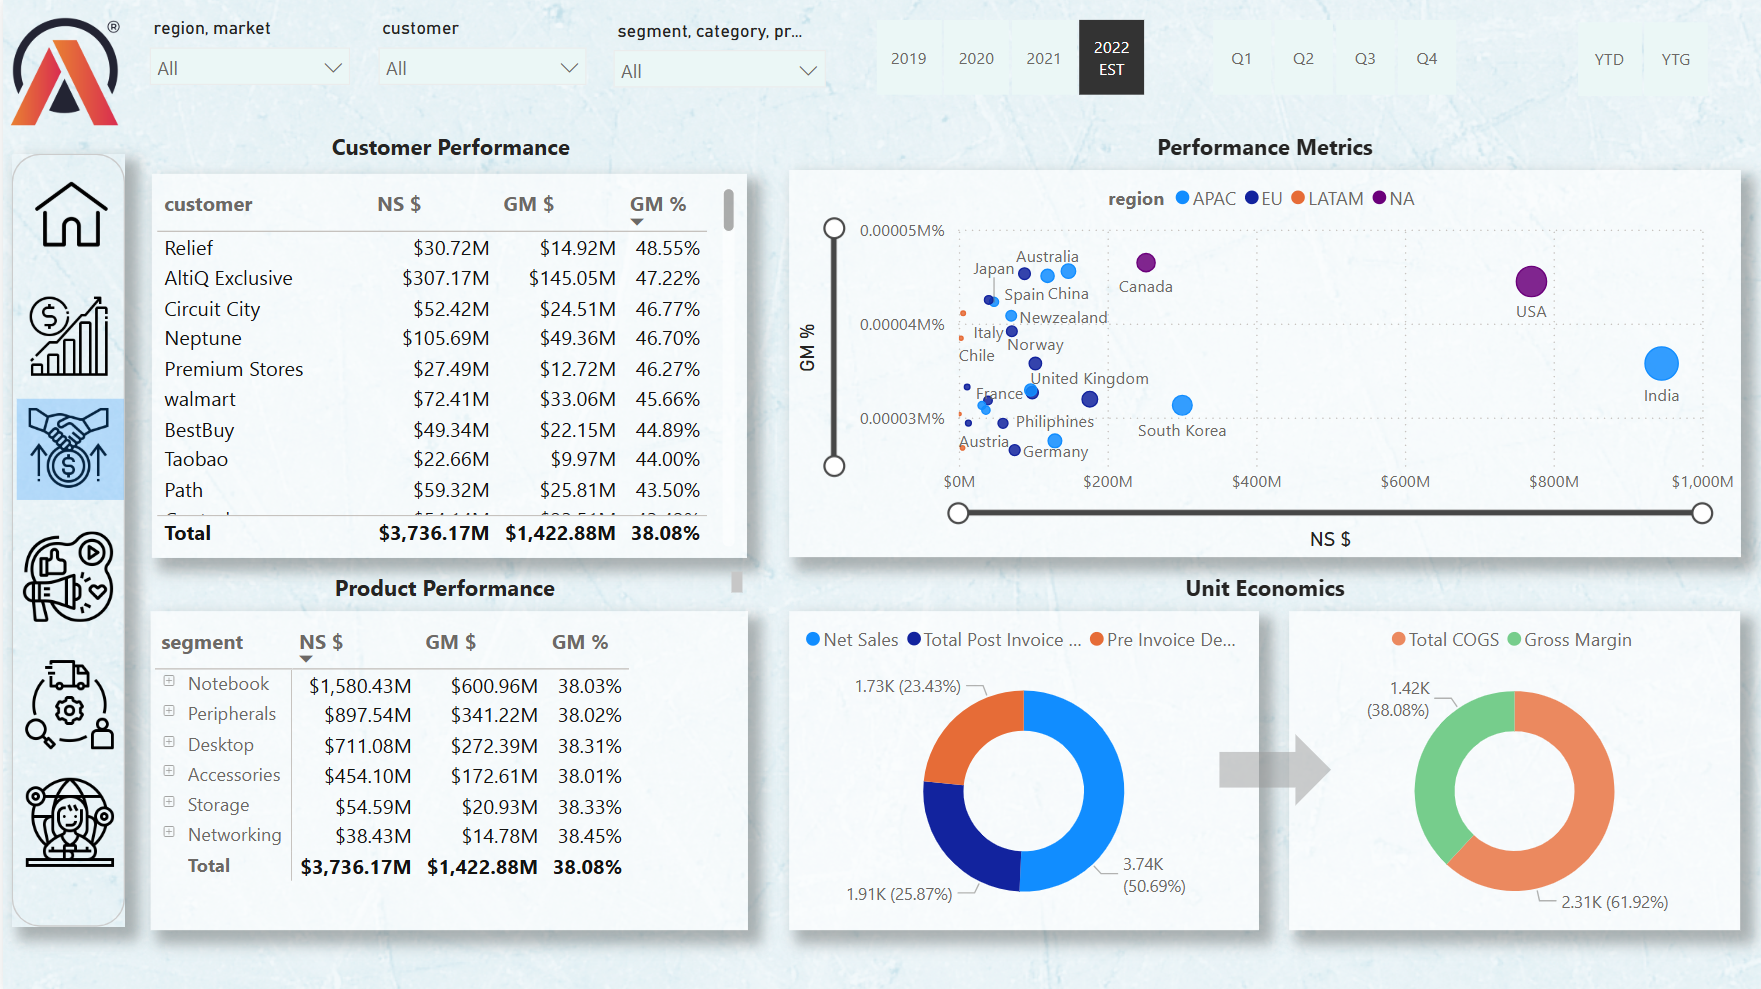 ®
region, market
All
customer
All
segment, category, pr...
All
2019
2020
2021
2022
EST
Q1
Q2
Q3
Q4
YTD
YTG
Customer Performance
customer NS $ GM $ GM %
Relief $30.72M $14.92M 48.55%
AltiQ Exclusive $307.17M $145.05M 47.22%
Circuit City $52.42M $24.51M 46.77%
Neptune $105.69M $49.36M 46.70%
Premium Stores $27.49M $12.72M 46.27%
walmart $72.41M $33.06M 45.66%
BestBuy $49.34M $22.15M 44.89%
Taobao $22.66M $9.97M 44.00%
Path $59.32M $25.81M 43.50%
Total $3,736.17M $1,422.88M 38.08%
Performance Metrics
region APAC EU LATAM NA
GM %
0.00005M%
0.00004M%
0.00003M%
Australia
Japan
Spain China
Canada
USA
Newzealand
Italy
Norway
Chile
United Kingdom
France
India
Philiphines
South Korea
Austria
Germany
$0M $200M $400M $600M $800M $1,000M
NS $
Product Performance
segment NS $ GM $ GM %
Notebook $1,580.43M $600.96M 38.03%
Peripherals $897.54M $341.22M 38.02%
Desktop $711.08M $272.39M 38.31%
Accessories $454.10M $172.61M 38.01%
Storage $54.59M $20.93M 38.33%
Networking $38.43M $14.78M 38.45%
Total $3,736.17M $1,422.88M 38.08%
Unit Economics
Net Sales Total Post Invoice ... Pre Invoice De...
1.73K (23.43%)
3.74K
(50.69%)
1.91K (25.87%)
Total COGS Gross Margin
1.42K
(38.08%)
2.31K (61.92%)